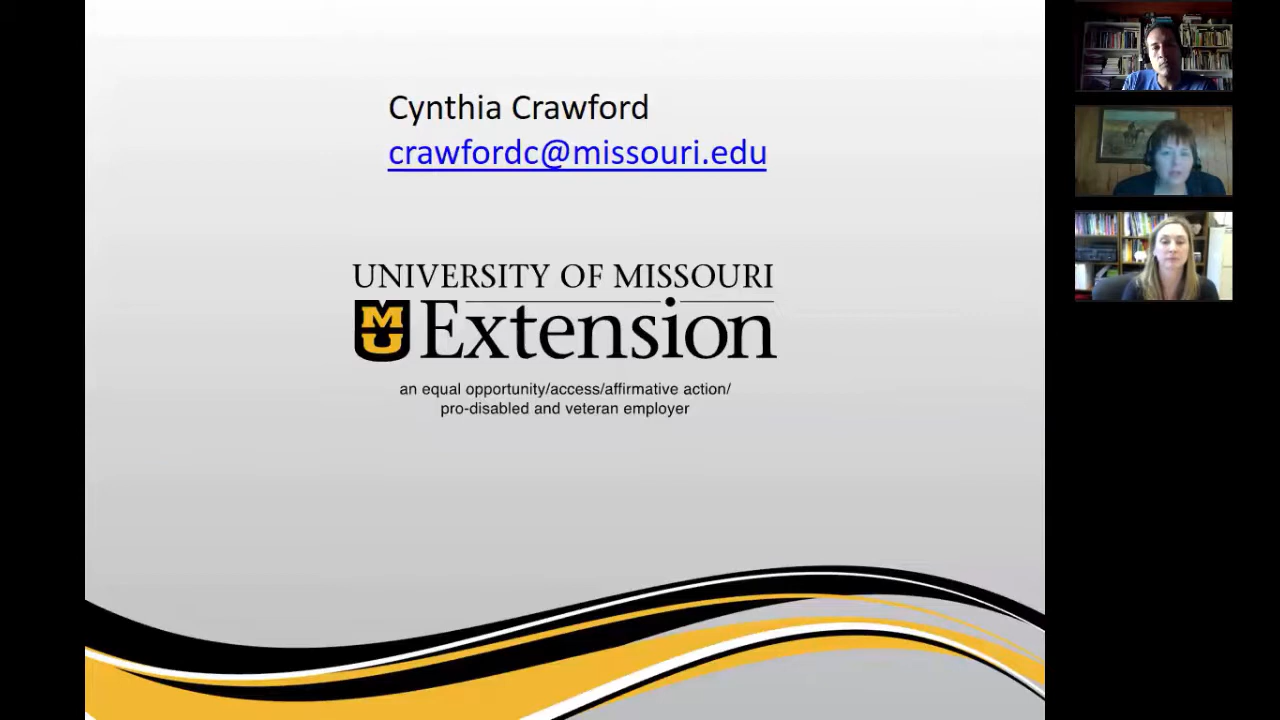 Cynthia Crawford
crawfordc@missouri.edu
UNIVERSITY OF MISSOURI
MU Extension
an equal opportunity/access/affirmative action/
pro-disabled and veteran employer